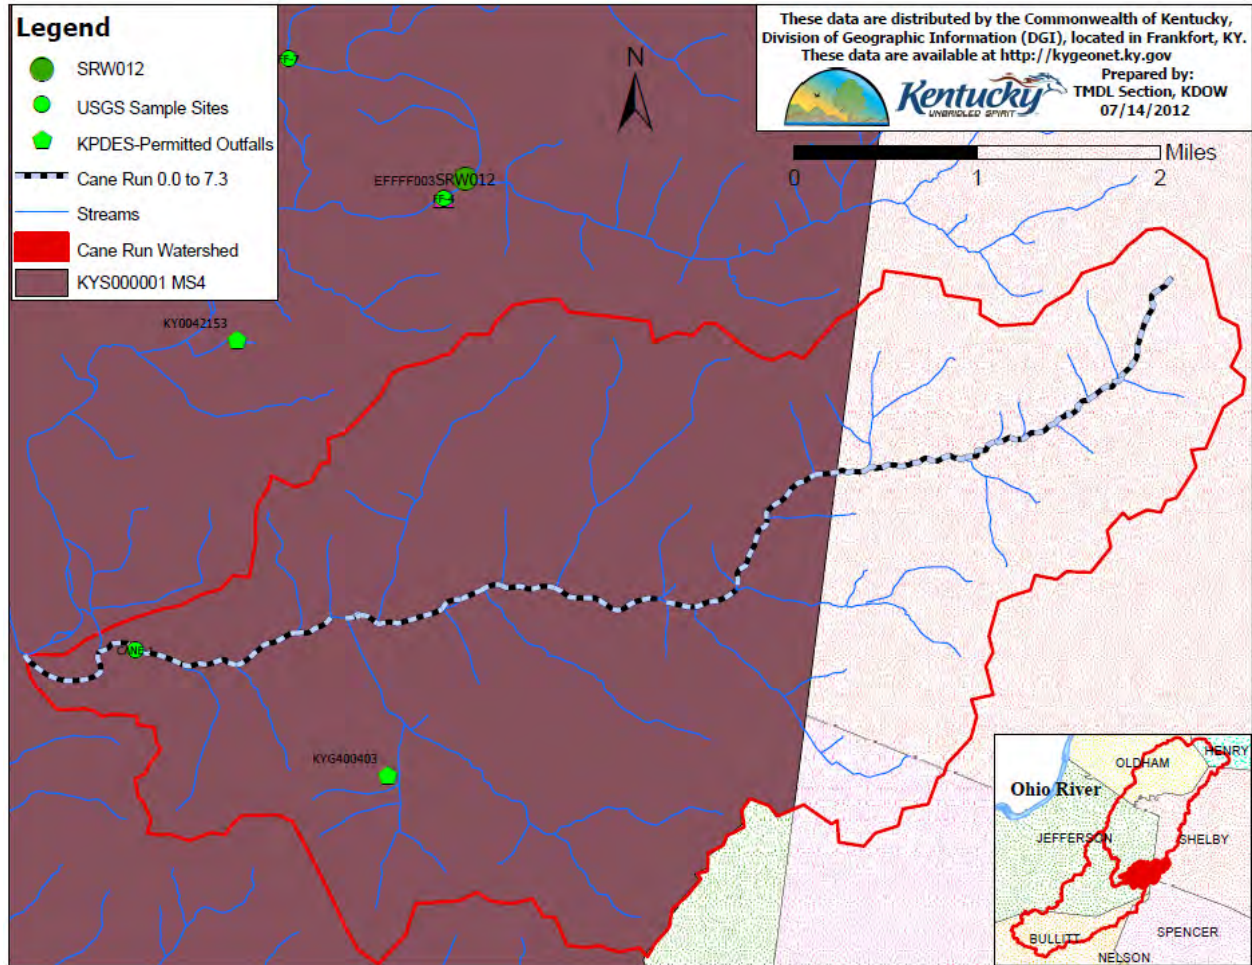 Legend
SRW012
USGS Sample Sites
KPDES-Permitted Outfalls
Cane Run 0.0 to 7.3
Streams
Cane Run Watershed
KYS000001 MS4
These data are distributed by the Commonwealth of Kentucky,
Division of Geographic Information (DGI), located in Frankfort, KY.
These data are available at http://kygeonet.ky.gov
Kentucky
UNBRIDLED SPIRIT
Prepared by:
TMDL Section, KDOW
07/14/2012
N
Miles
0 1 2
EFFFF003SRW012
FF-4
KY0042153
KYG400403
Ohio River
OLDHAM
HENRY
JEFFERSON
SHELBY
BULLITT
SPENCER
NELSON